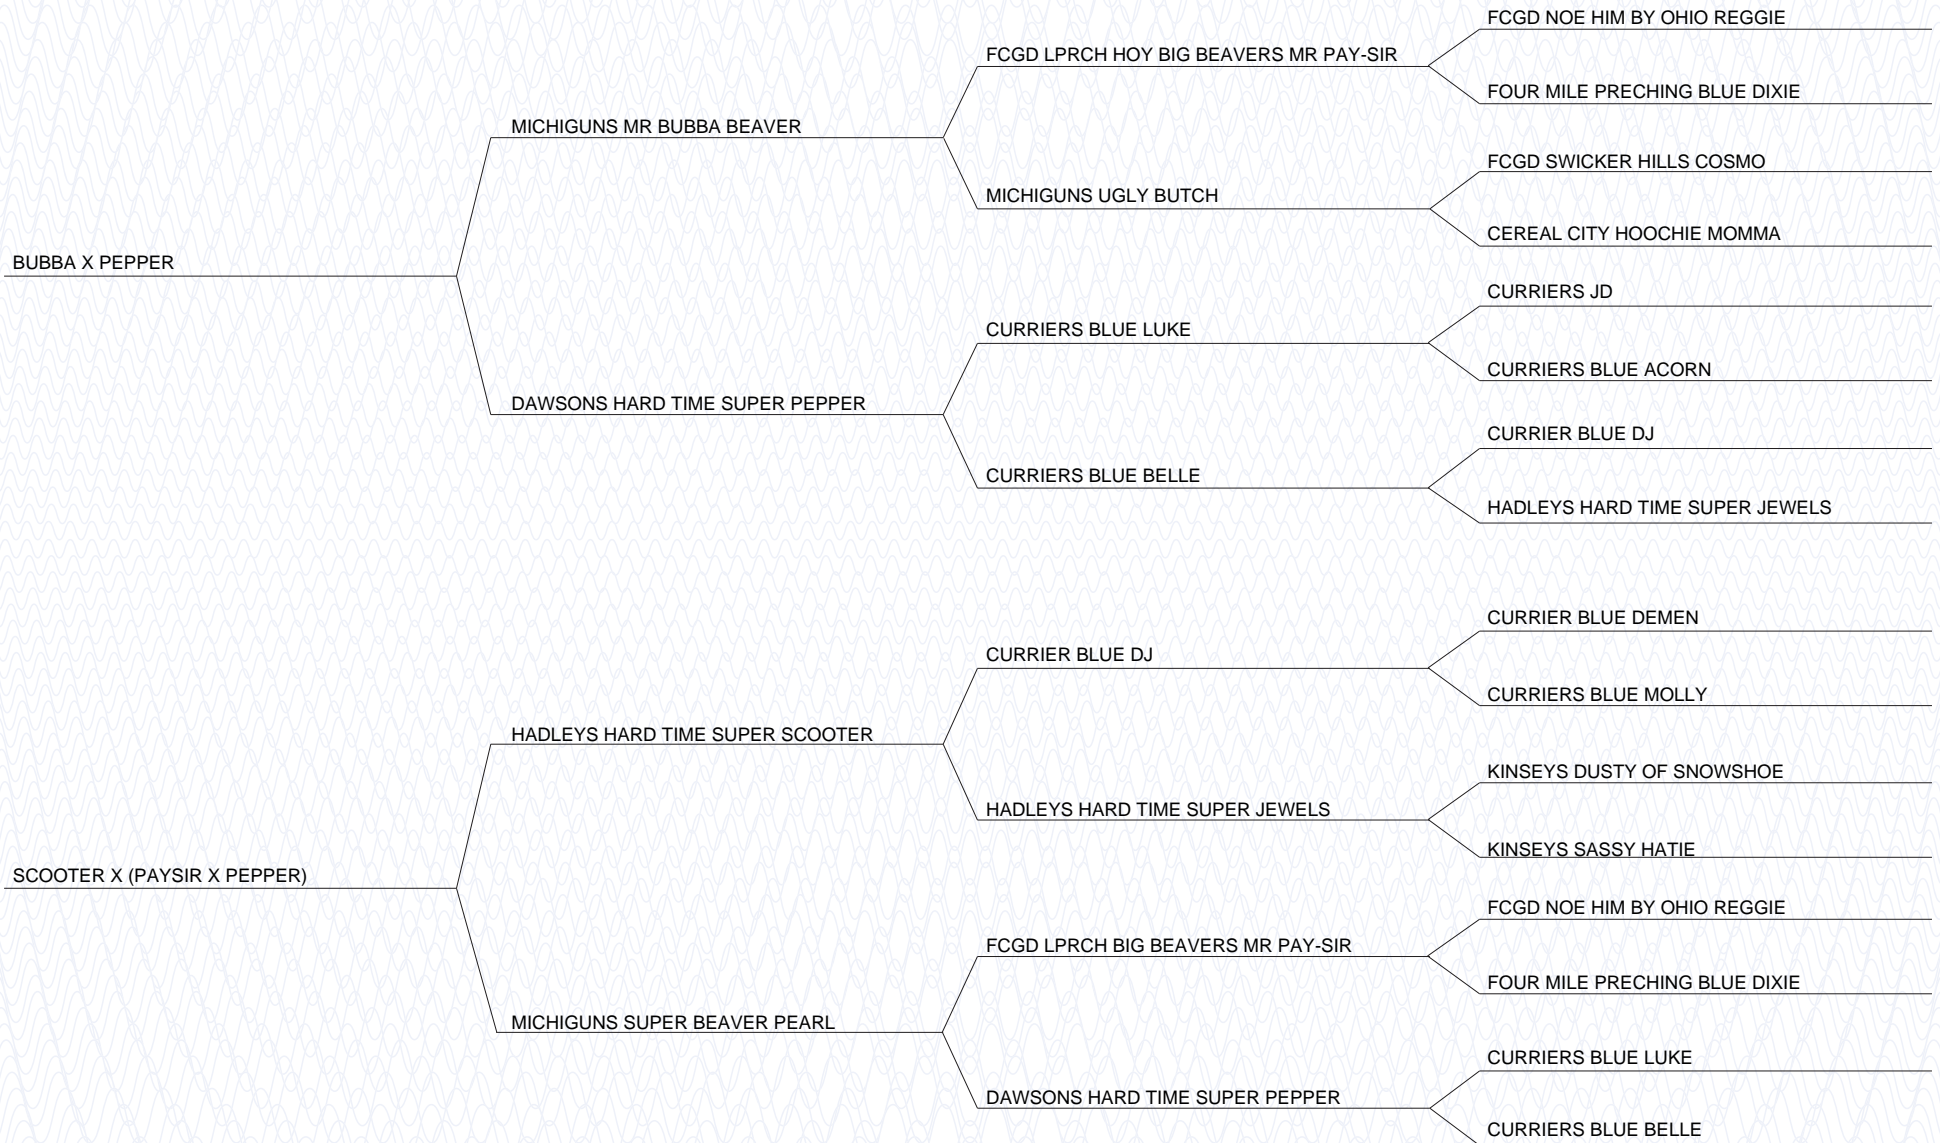 FCGD NOE HIM BY OHIO REGGIE
FCGD LPRCH HOY BIG BEAVERS MR PAY-SIR
FOUR MILE PRECHING BLUE DIXIE
MICHIGUNS MR BUBBA BEAVER
FCGD SWICKER HILLS COSMO
MICHIGUNS UGLY BUTCH
CEREAL CITY HOOCHIE MOMMA
BUBBA X PEPPER
CURRIERS JD
CURRIERS BLUE LUKE
CURRIERS BLUE ACORN
DAWSONS HARD TIME SUPER PEPPER
CURRIER BLUE DJ
CURRIERS BLUE BELLE
HADLEYS HARD TIME SUPER JEWELS
CURRIER BLUE DEMEN
CURRIER BLUE DJ
CURRIERS BLUE MOLLY
HADLEYS HARD TIME SUPER SCOOTER
KINSEYS DUSTY OF SNOWSHOE
HADLEYS HARD TIME SUPER JEWELS
KINSEYS SASSY HATIE
SCOOTER X (PAYSIR X PEPPER)
FCGD NOE HIM BY OHIO REGGIE
FCGD LPRCH BIG BEAVERS MR PAY-SIR
FOUR MILE PRECHING BLUE DIXIE
MICHIGUNS SUPER BEAVER PEARL
CURRIERS BLUE LUKE
DAWSONS HARD TIME SUPER PEPPER
CURRIERS BLUE BELLE